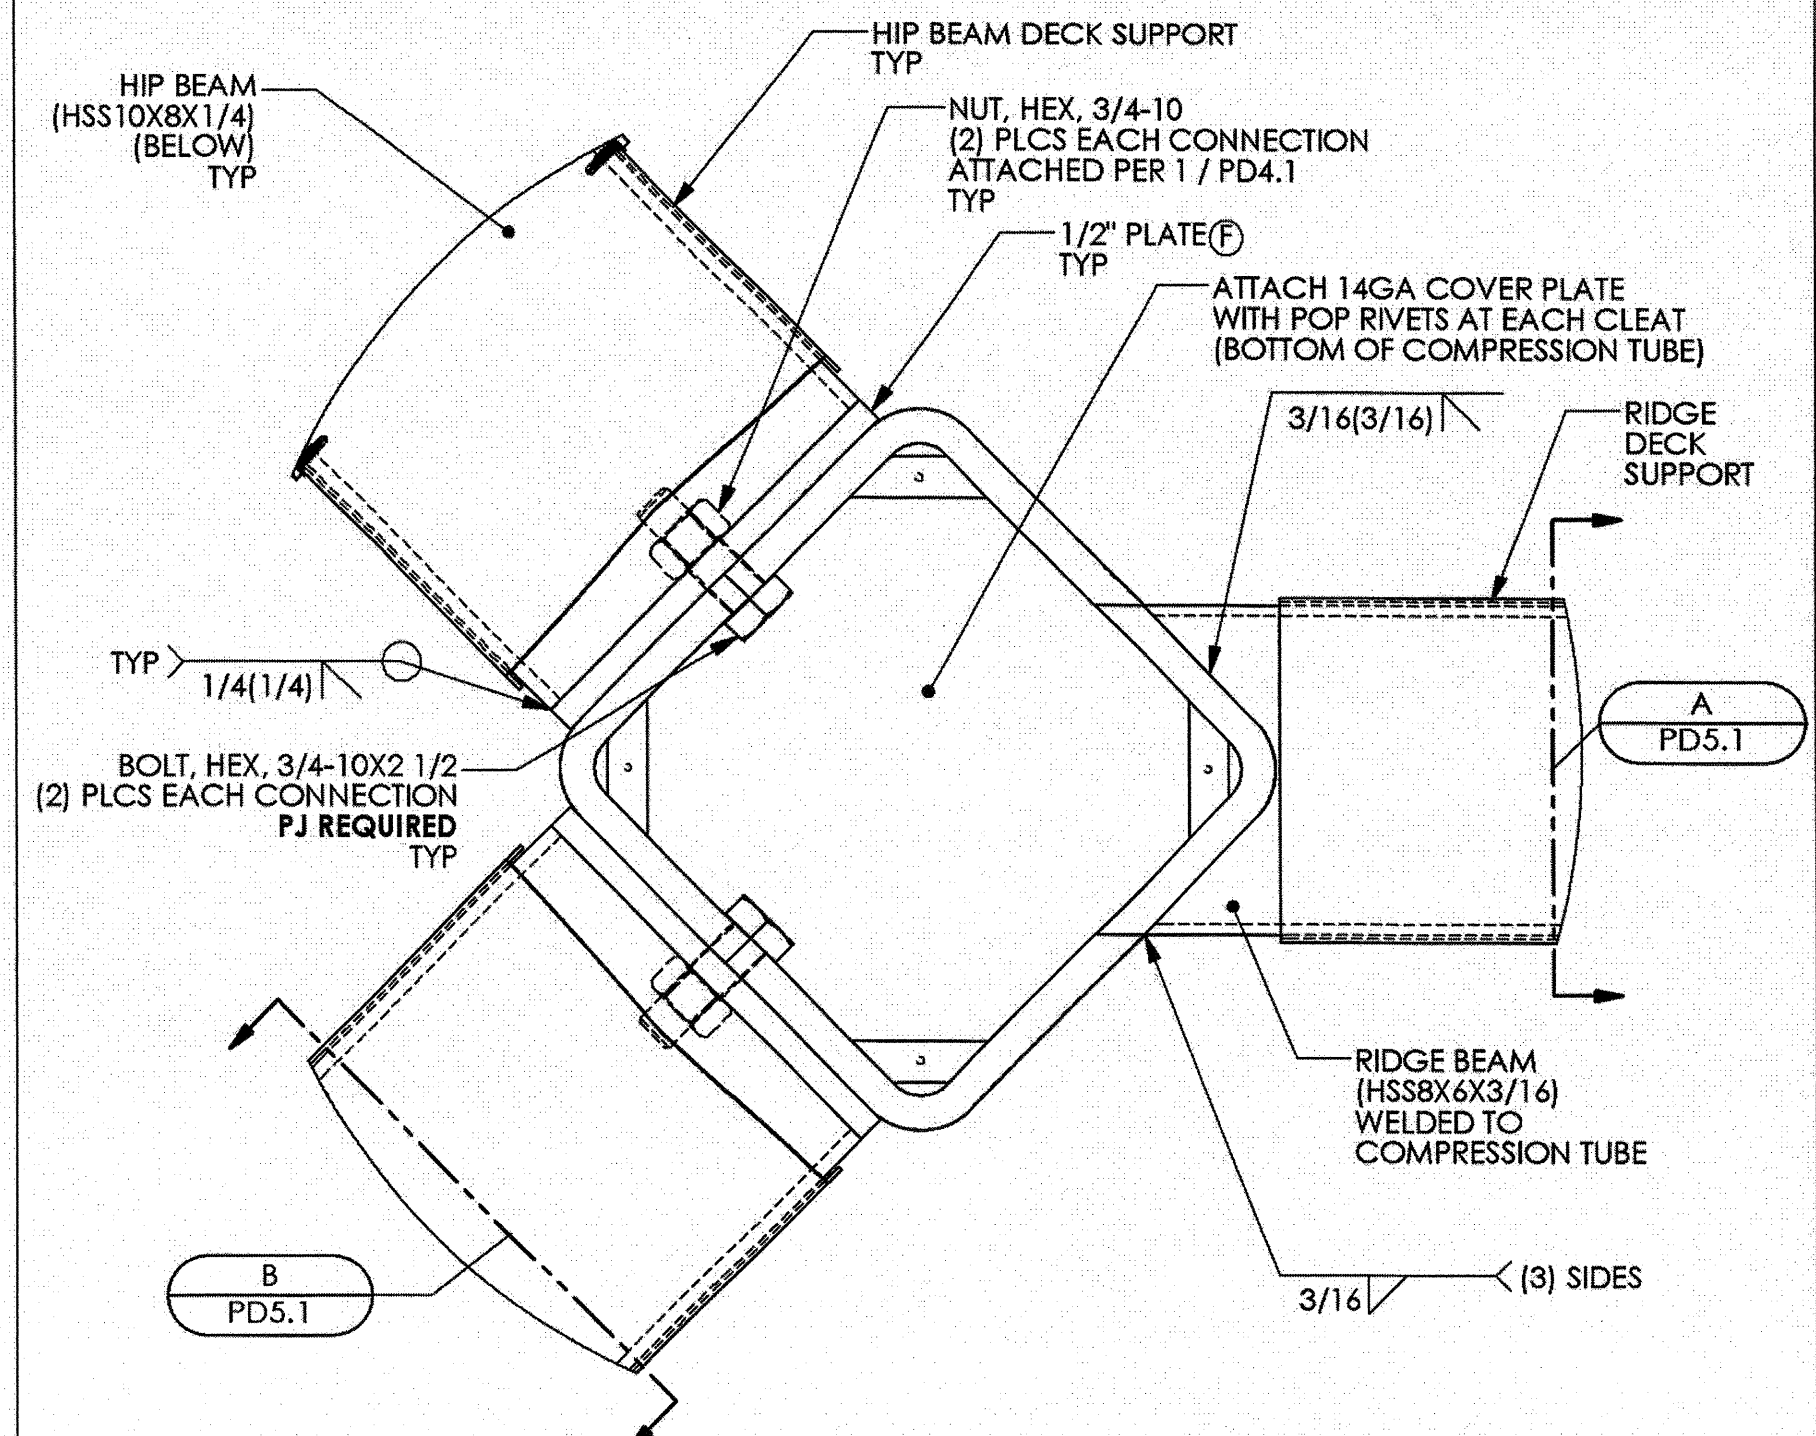 HIP BEAM DECK SUPPORT
TYP
HIP BEAM
(HSS10X8X1/4)
(BELOW)
TYP
NUT, HEX, 3/4-10
(2) PLCS EACH CONNECTION
ATTACHED PER 1 / PD4.1
TYP
1/2" PLATE F
TYP
ATTACH 14GA COVER PLATE
WITH POP RIVETS AT EACH CLEAT
(BOTTOM OF COMPRESSION TUBE)
3/16(3/16)
RIDGE
DECK
SUPPORT
TYP
1/4(1/4)
A
PD5.1
BOLT, HEX, 3/4-10X2 1/2
(2) PLCS EACH CONNECTION
PJ REQUIRED
TYP
RIDGE BEAM
(HSS8X6X3/16)
WELDED TO
COMPRESSION TUBE
B
PD5.1
3/16
(3) SIDES